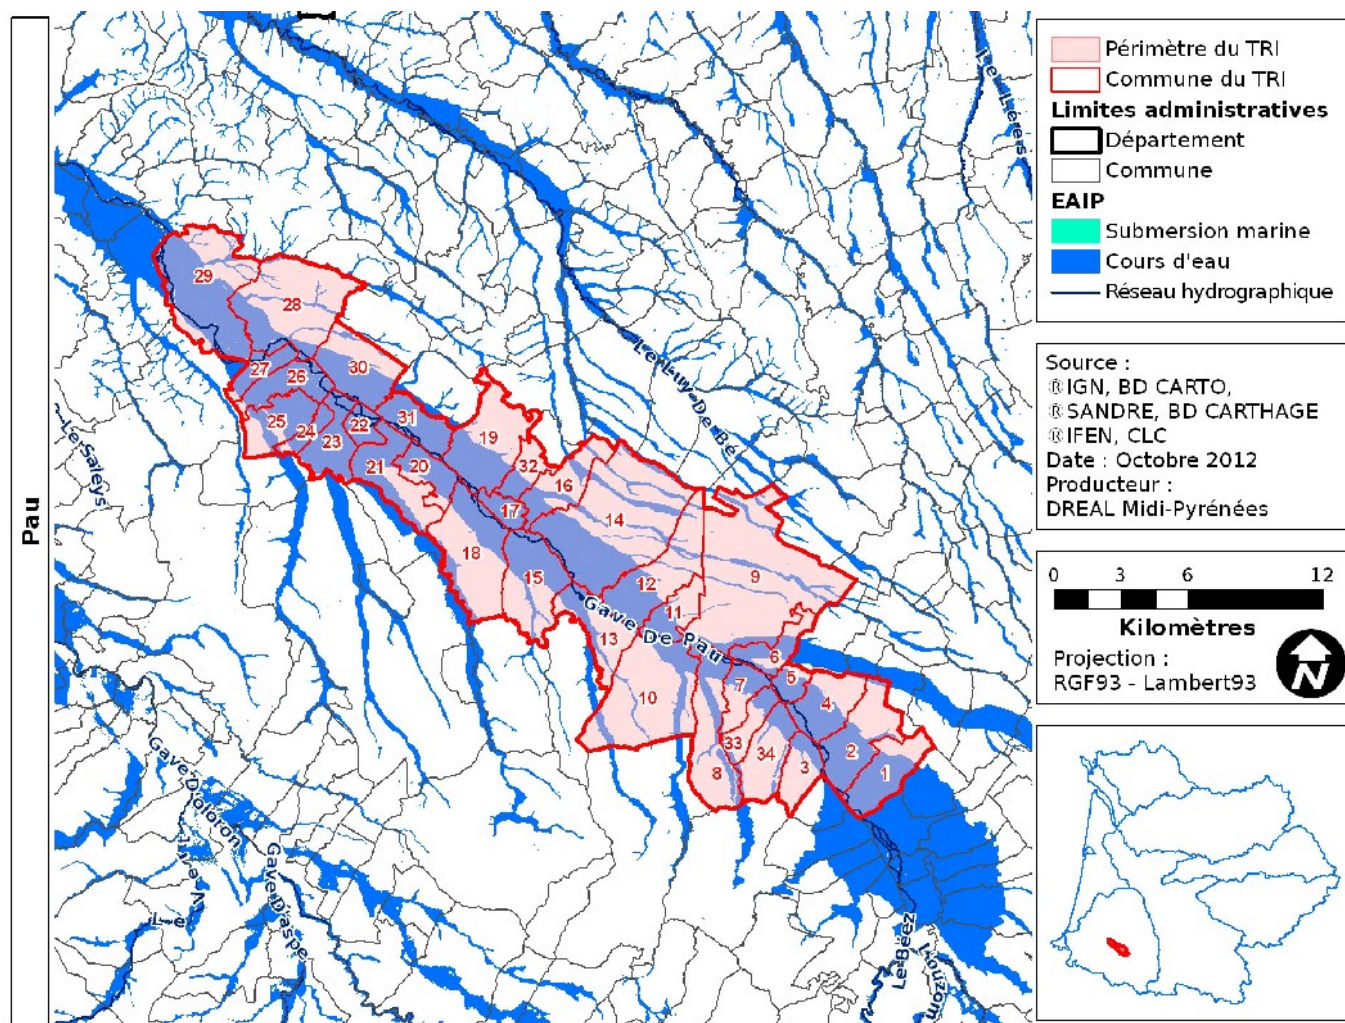 Pau
Périmètre du TRI
Commune du TRI
Limites administratives
Département
Commune
EAIP
Submersion marine
Cours d'eau
Réseau hydrographique
Source :
®IGN, BD CARTO,
®SANDRE, BD CARTHAGE
®IFEN, CLC
Date : Octobre 2012
Producteur :
DREAL Midi-Pyrénées
0 3 6 12
Kilomètres
Projection :
RGF93 - Lambert93
N
29
28
27
26
30
25
24
23
22
31
21
20
19
32
16
17
14
18
15
12
9
11
13
6
10
7
5
4
33
34
8
3
2
1
Le-Saleys
Gave De Pau
Gave-D'oloron
Gave-D'aspe
Le-Béez